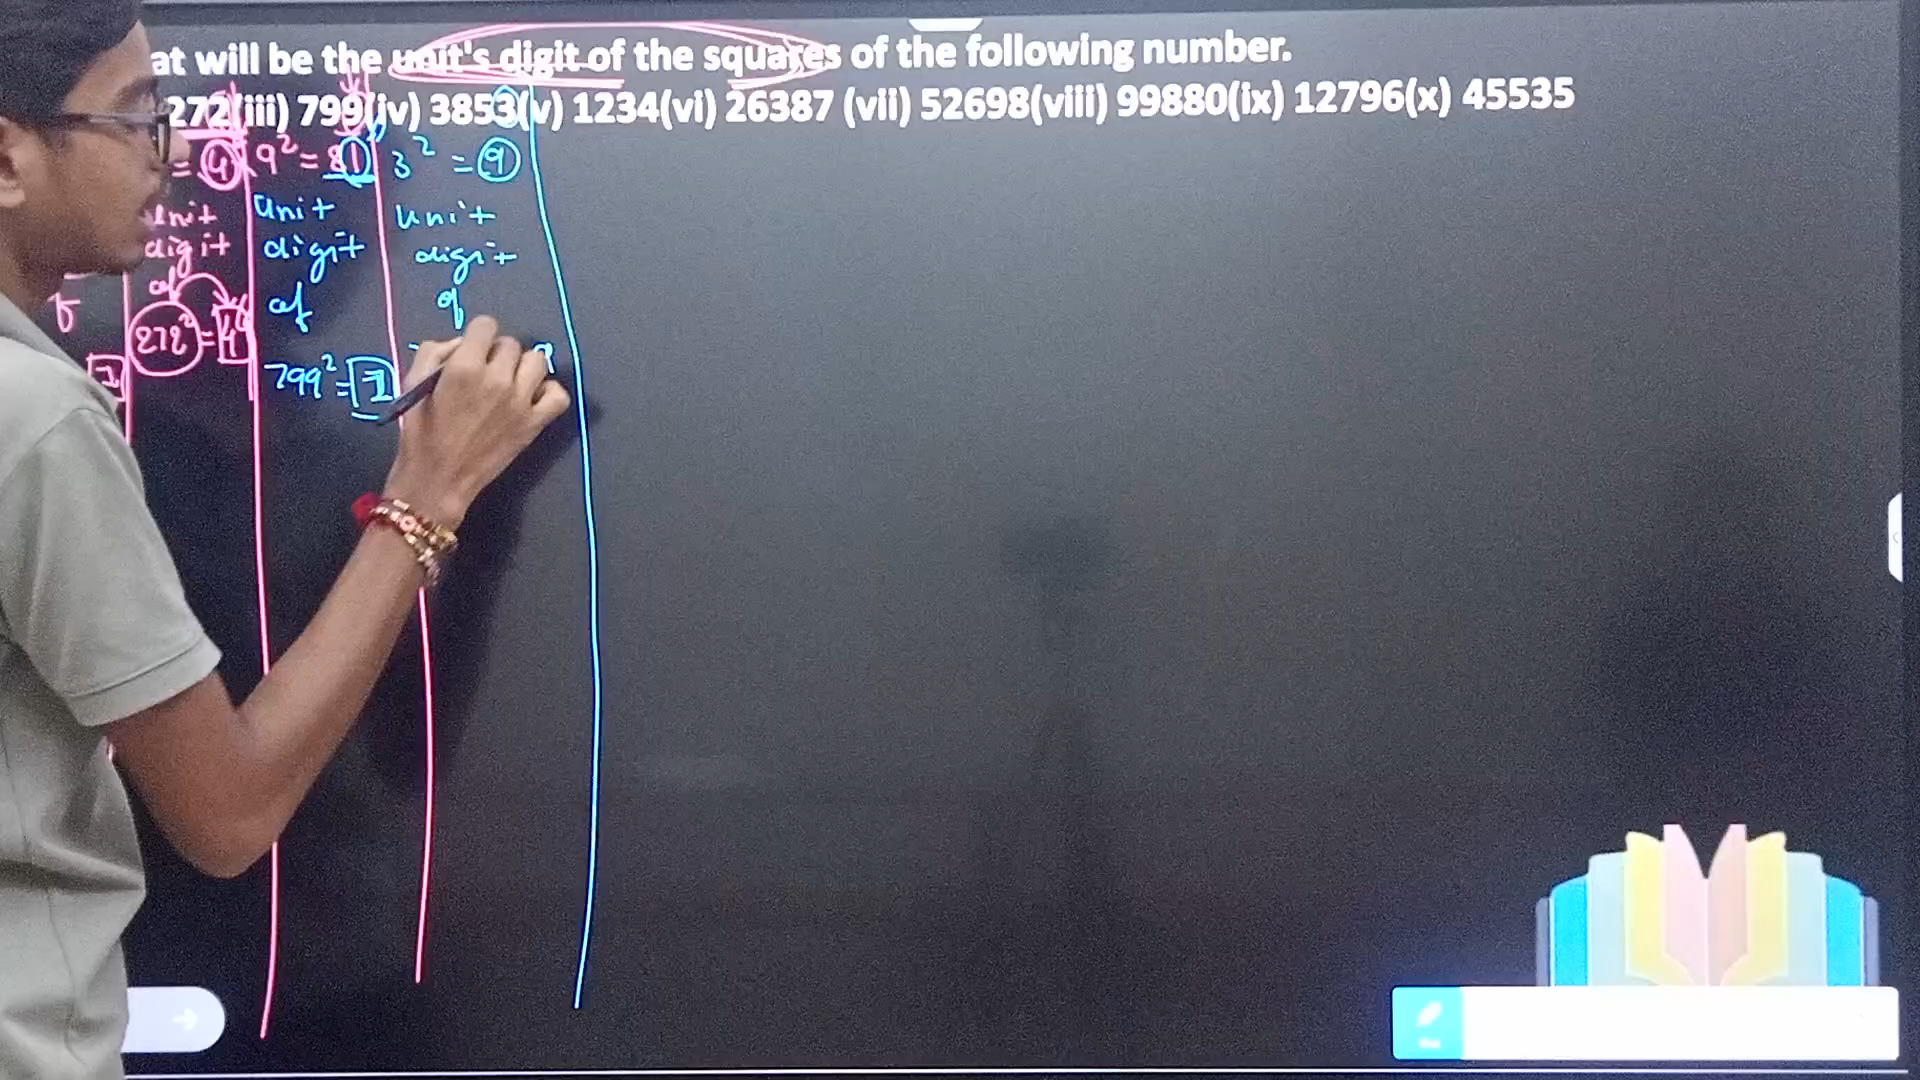 at will be the unit's digit of the squares of the following number.
272(iii) 799(iv) 3853(v) 1234(vi) 26387 (vii) 52698(viii) 99880(ix) 12796(x) 45535
= 4 9² = 81 3² = 9
unit unit unit
digit digit digit
of of of
272² = 4
799² = 1 9
1